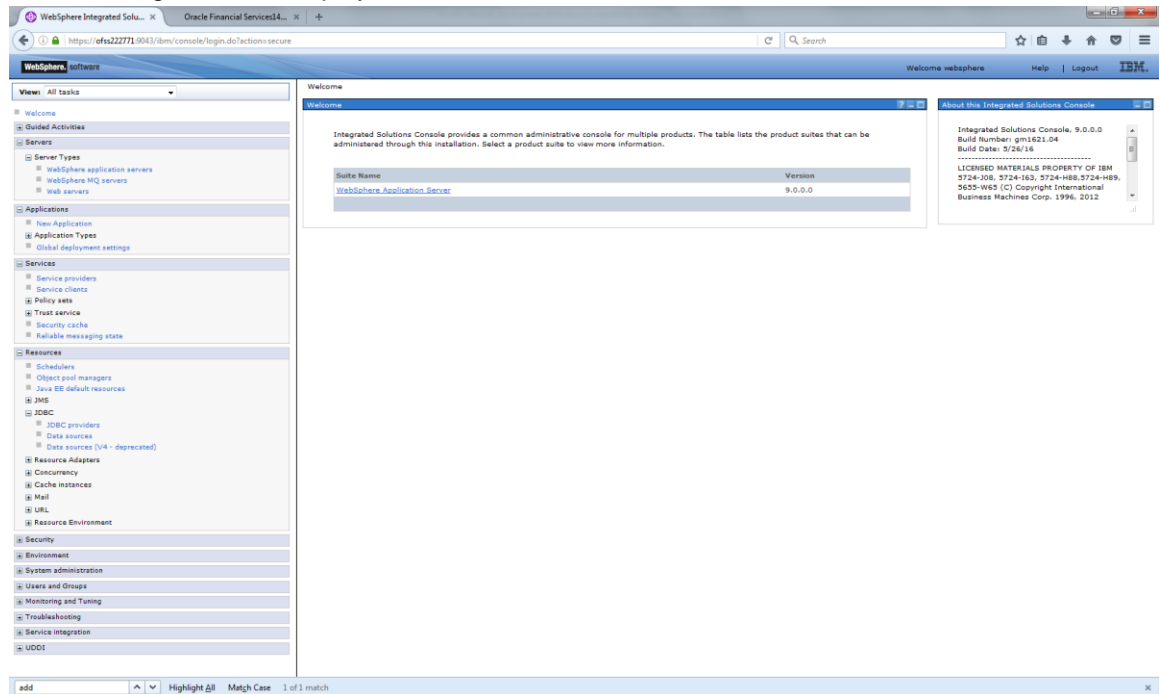 WebSphere Integrated Solu... ×
Oracle Financial Services14... ×
+
https://ofss222771:9043/ibm/console/login.do?action=secure
Search
WebSphere. software
Welcome websphere
Help | Logout
IBM.
View: All tasks
Welcome
Guided Activities
Servers
Server Types
WebSphere application servers
WebSphere MQ servers
Web servers
Applications
New Application
Application Types
Global deployment settings
Services
Service providers
Service clients
Policy sets
Trust service
Security cache
Reliable messaging state
Resources
Schedulers
Object pool managers
Java EE default resources
JMS
JDBC
JDBC providers
Data sources
Data sources (V4 - deprecated)
Resource Adapters
Concurrency
Cache instances
Mail
URL
Resource Environment
Security
Environment
System administration
Users and Groups
Monitoring and Tuning
Troubleshooting
Service integration
UDDI
Welcome
Welcome
Integrated Solutions Console provides a common administrative console for multiple products. The table lists the product suites that can be
administered through this installation. Select a product suite to view more information.
Suite Name Version
WebSphere Application Server 9.0.0.0
About this Integrated Solutions Console
Integrated Solutions Console, 9.0.0.0
Build Number: gm1621.04
Build Date: 5/26/16
----------------------------------------
LICENSED MATERIALS PROPERTY OF IBM
5724-J08, 5724-I63, 5724-H88,5724-H89,
5655-W65 (C) Copyright International
Business Machines Corp. 1996, 2012
add
Highlight All Match Case 1 of 1 match